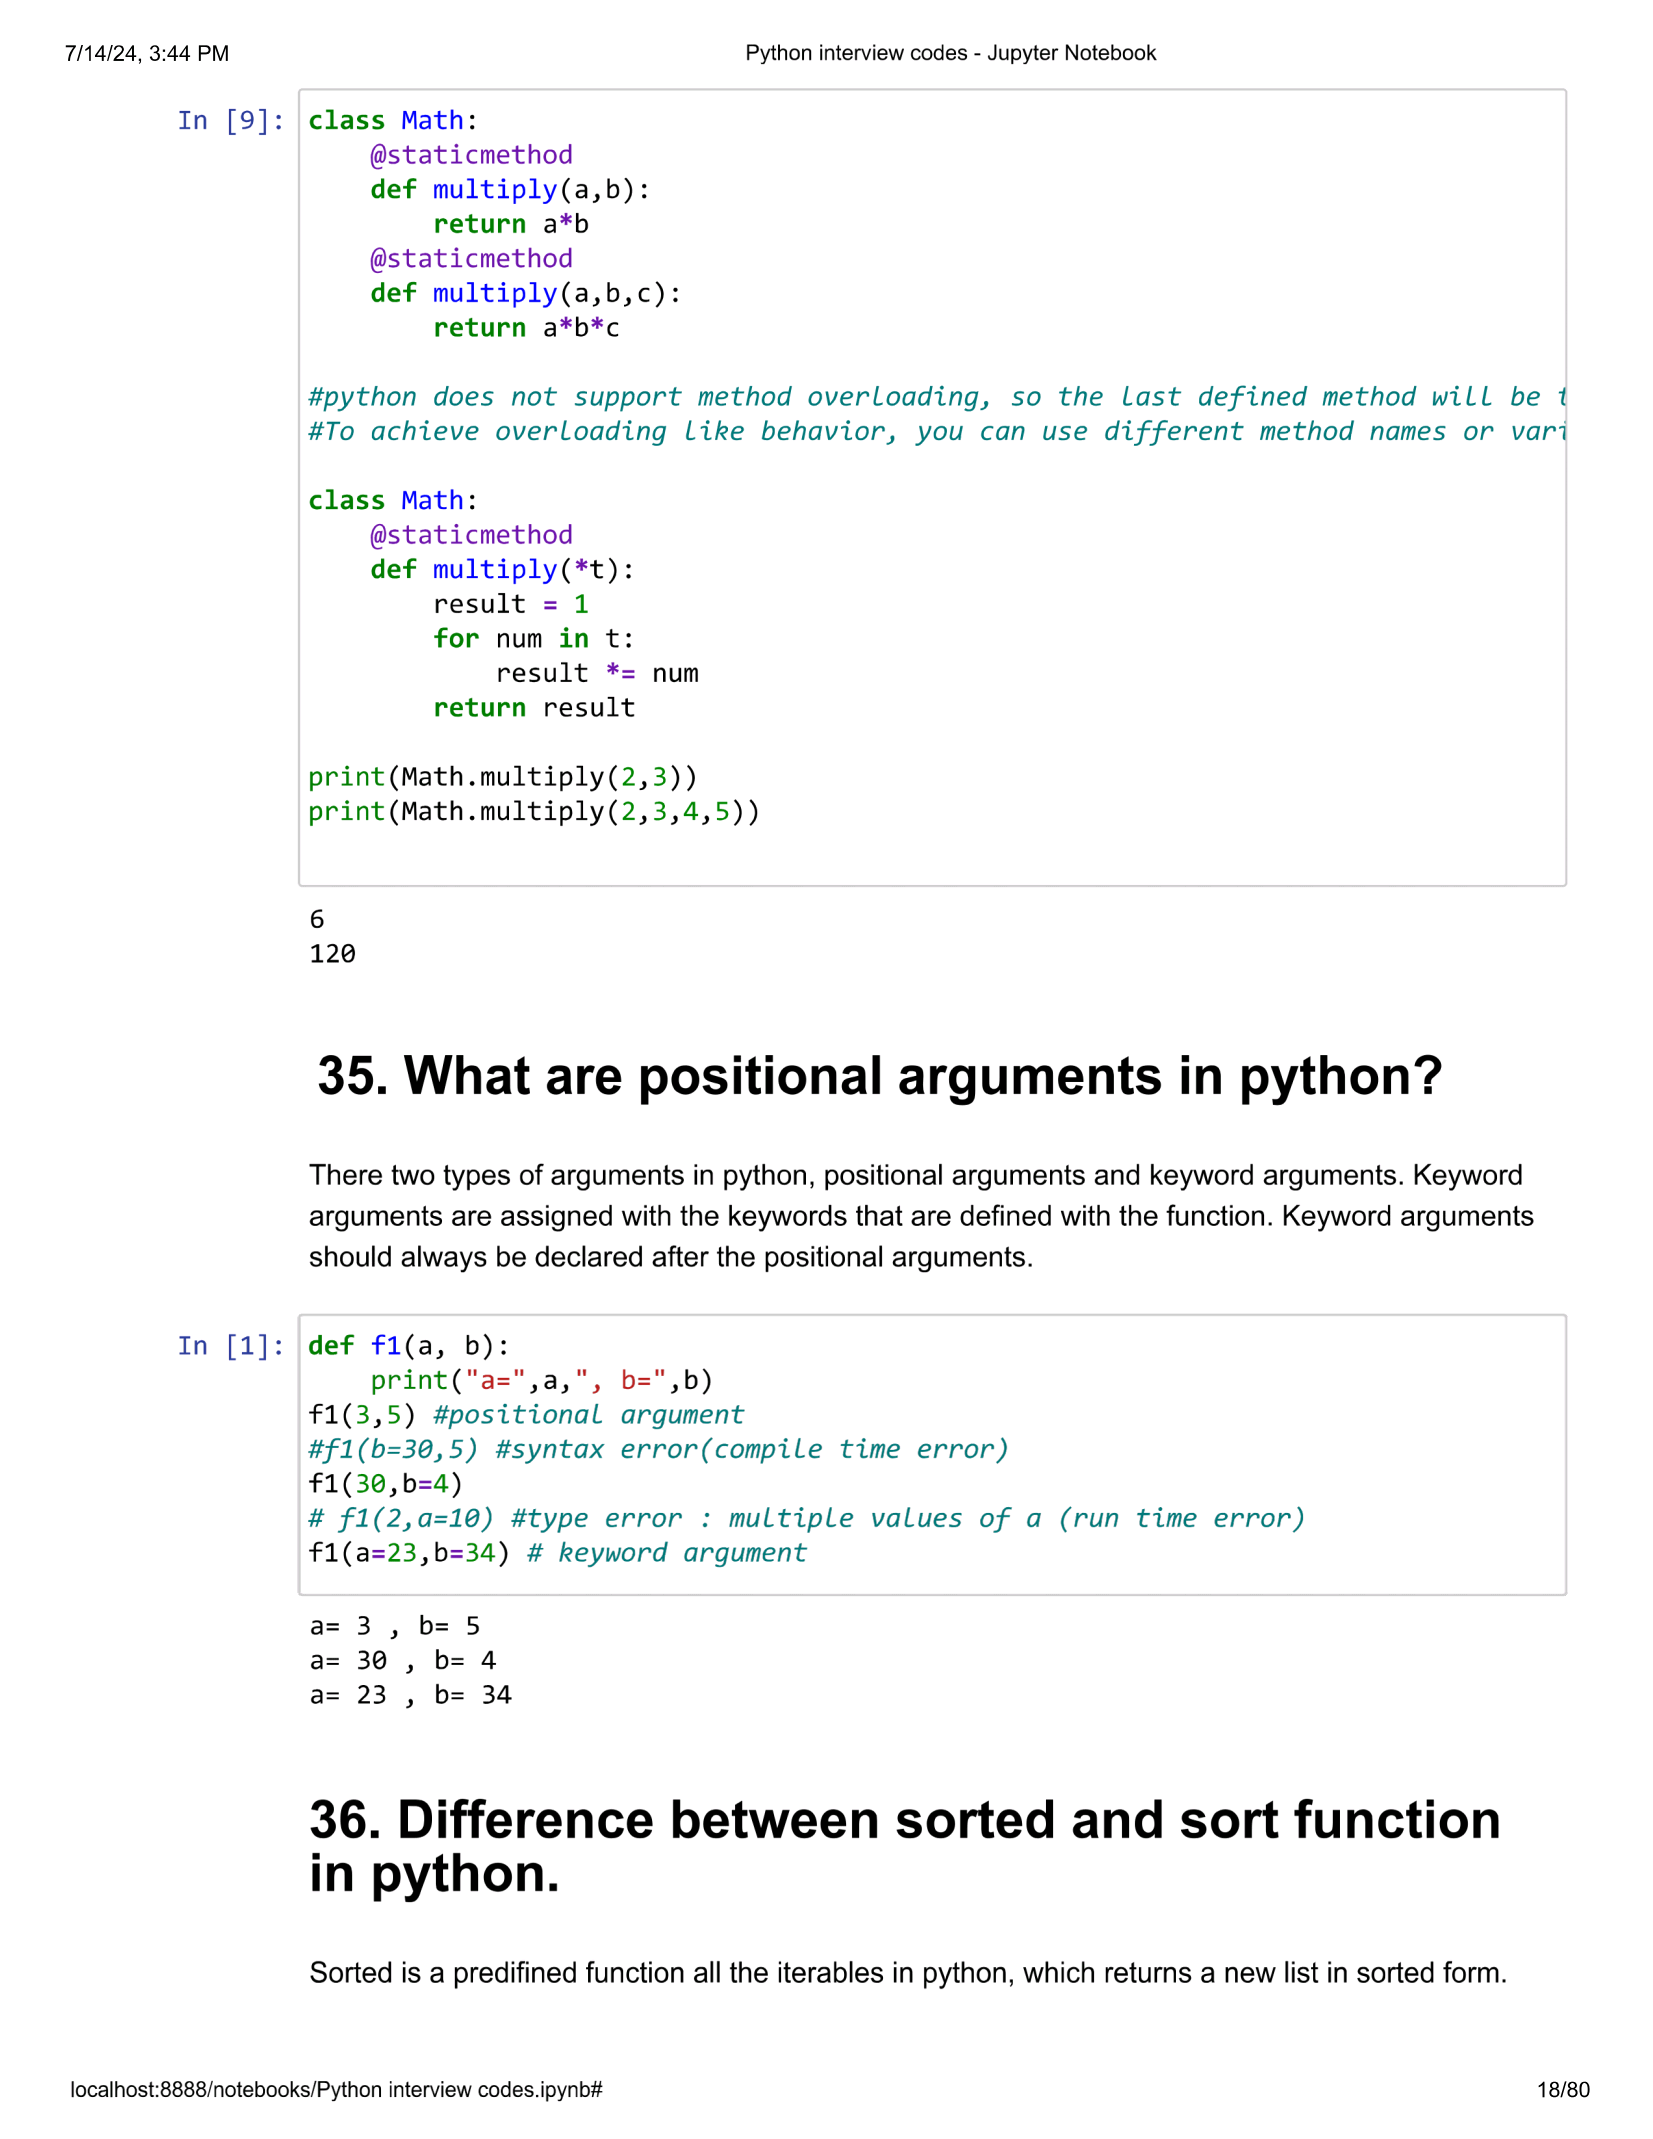 7/14/24, 3:44 PM
Python interview codes - Jupyter Notebook
In [9]:
class Math:
    @staticmethod
    def multiply(a,b):
        return a*b
    @staticmethod
    def multiply(a,b,c):
        return a*b*c
#python does not support method overloading, so the last defined method will be
#To achieve overloading like behavior, you can use different method names or vari
class Math:
    @staticmethod
    def multiply(*t):
        result = 1
        for num in t:
            result *= num
        return result
print(Math.multiply(2,3))
print(Math.multiply(2,3,4,5))
6
120
35. What are positional arguments in python?
There two types of arguments in python, positional arguments and keyword arguments. Keyword
arguments are assigned with the keywords that are defined with the function. Keyword arguments
should always be declared after the positional arguments.
In [1]:
def f1(a, b):
    print("a=",a,", b=",b)
f1(3,5) #positional argument
#f1(b=30,5) #syntax error(compile time error)
f1(30,b=4)
# f1(2,a=10) #type error : multiple values of a (run time error)
f1(a=23,b=34) # keyword argument
a= 3 , b= 5
a= 30 , b= 4
a= 23 , b= 34
36. Difference between sorted and sort function
in python.
Sorted is a predifined function all the iterables in python, which returns a new list in sorted form.
localhost:8888/notebooks/Python interview codes.ipynb#
18/80